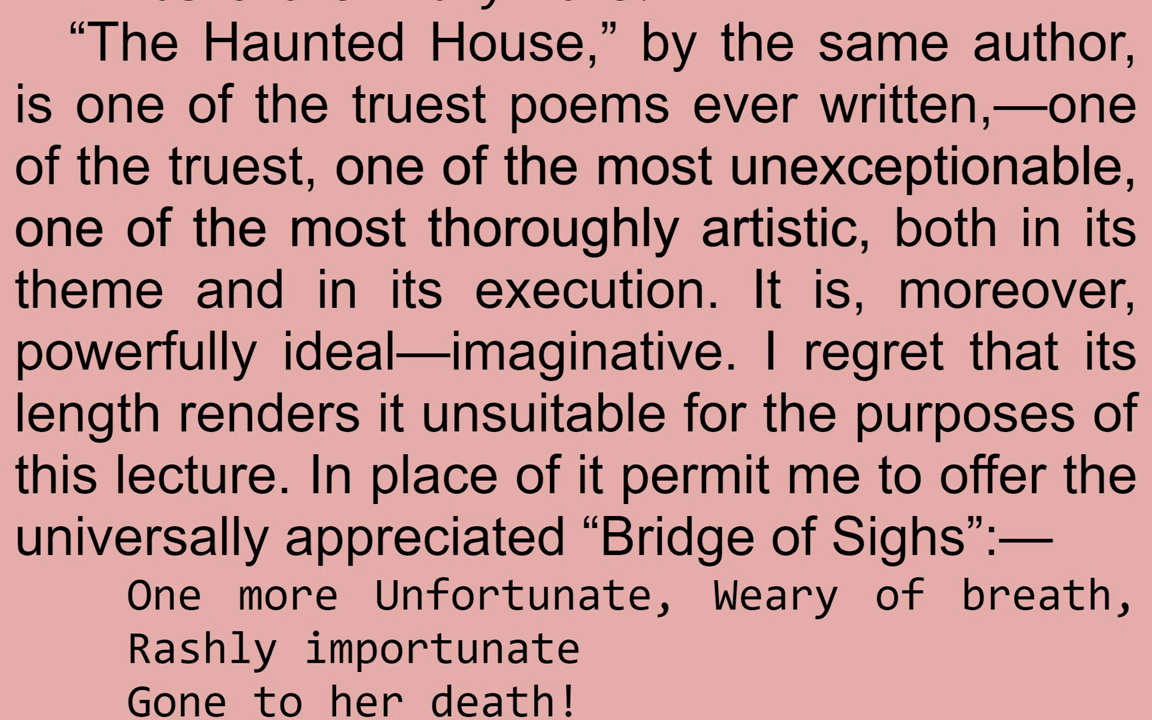 “The Haunted House,” by the same author,
is one of the truest poems ever written,—one
of the truest, one of the most unexceptionable,
one of the most thoroughly artistic, both in its
theme and in its execution. It is, moreover,
powerfully ideal—imaginative. I regret that its
length renders it unsuitable for the purposes of
this lecture. In place of it permit me to offer the
universally appreciated “Bridge of Sighs”:—
One more Unfortunate, Weary of breath,
Rashly importunate
Gone to her death!